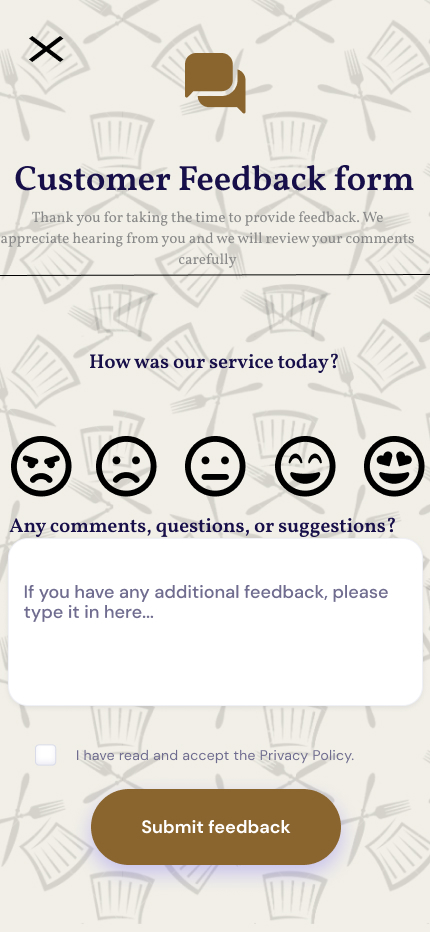 Customer Feedback form
Thank you for taking the time to provide feedback. We
appreciate hearing from you and we will review your comments
carefully
How was our service today?
Any comments, questions, or suggestions?
If you have any additional feedback, please
type it in here...
I have read and accept the Privacy Policy.
Submit feedback